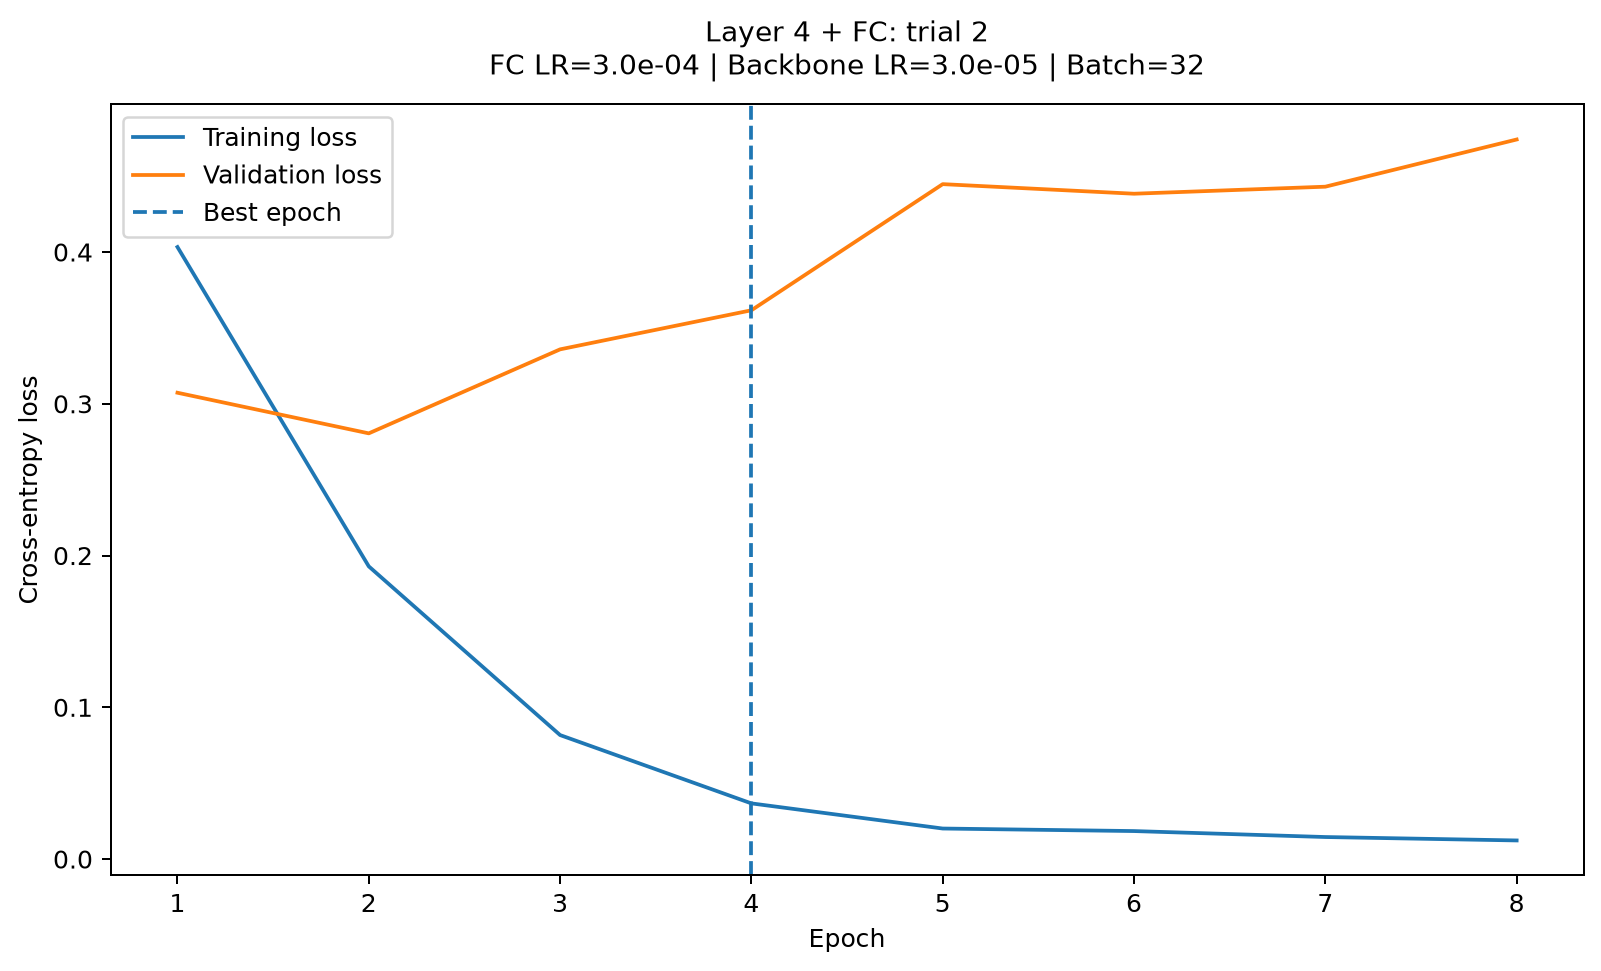 Layer 4 + FC: trial 2
FC LR=3.0e-04 | Backbone LR=3.0e-05 | Batch=32
Training loss
Validation loss
Best epoch
Cross-entropy loss
0.4
0.3
0.2
0.1
0.0
1 2 3 4 5 6 7 8
Epoch